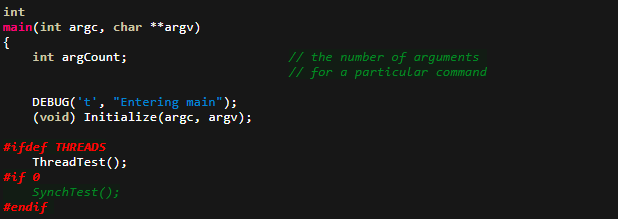 int
main(int argc, char **argv)
{
    int argCount;                      // the number of arguments
                                       // for a particular command
    DEBUG('t', "Entering main");
    (void) Initialize(argc, argv);
#ifdef THREADS
    ThreadTest();
#if 0
    SynchTest();
#endif